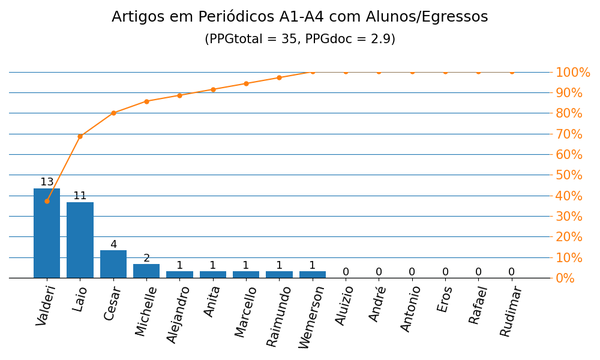 Artigos em Periódicos A1-A4 com Alunos/Egressos
(PPGtotal = 35, PPGdoc = 2.9)
100%
90%
80%
70%
60%
50%
40%
30%
20%
10%
0%
13
11
4
2
1
1
1
1
1
0
0
0
0
0
0
Valderi
Laio
Cesar
Michelle
Alejandro
Anita
Marcello
Raimundo
Wemerson
Aluizio
André
Antonio
Eros
Rafael
Rudimar